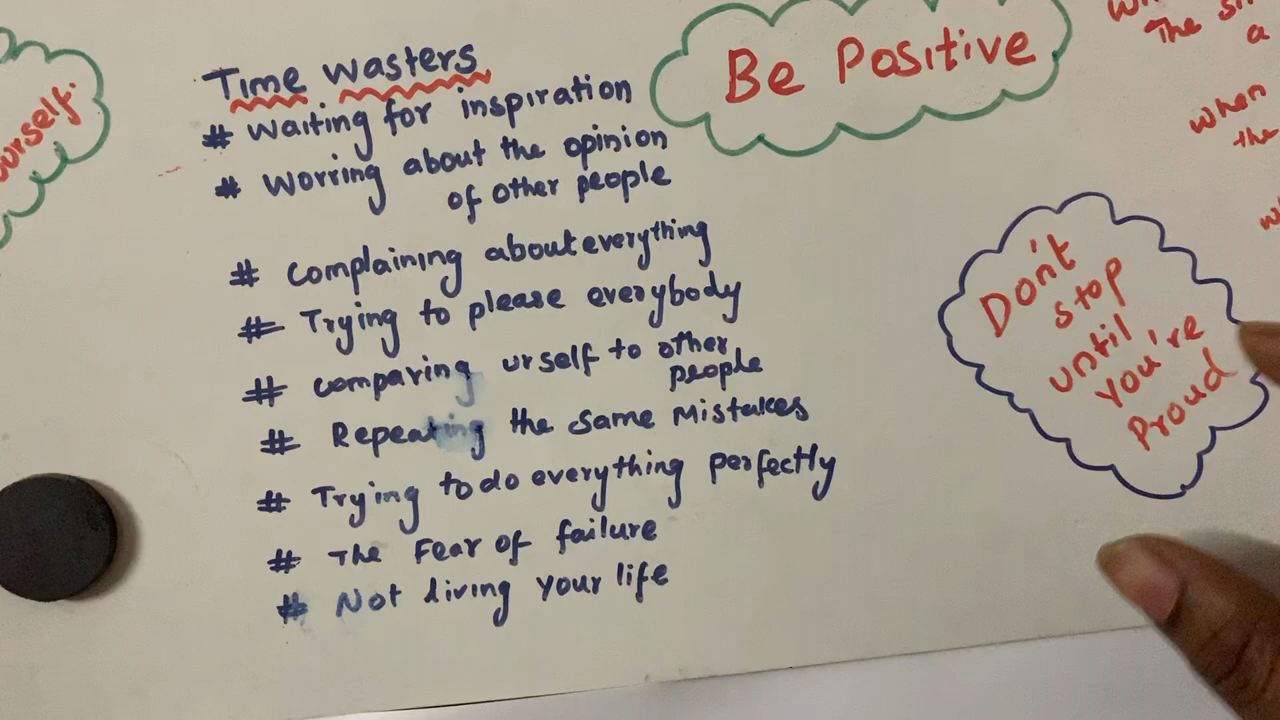 urself.
Time wasters
# waiting for inspiration
# worring about the opinion
of other people
# complaining about everything
# Trying to please everybody
# comparing urself to other
people
# Repeating the same mistakes
# Trying to do everything perfectly
# The Fear of failure
# Not living your life
Be Positive
Don't
stop
until
you're
Proud
The
a
when